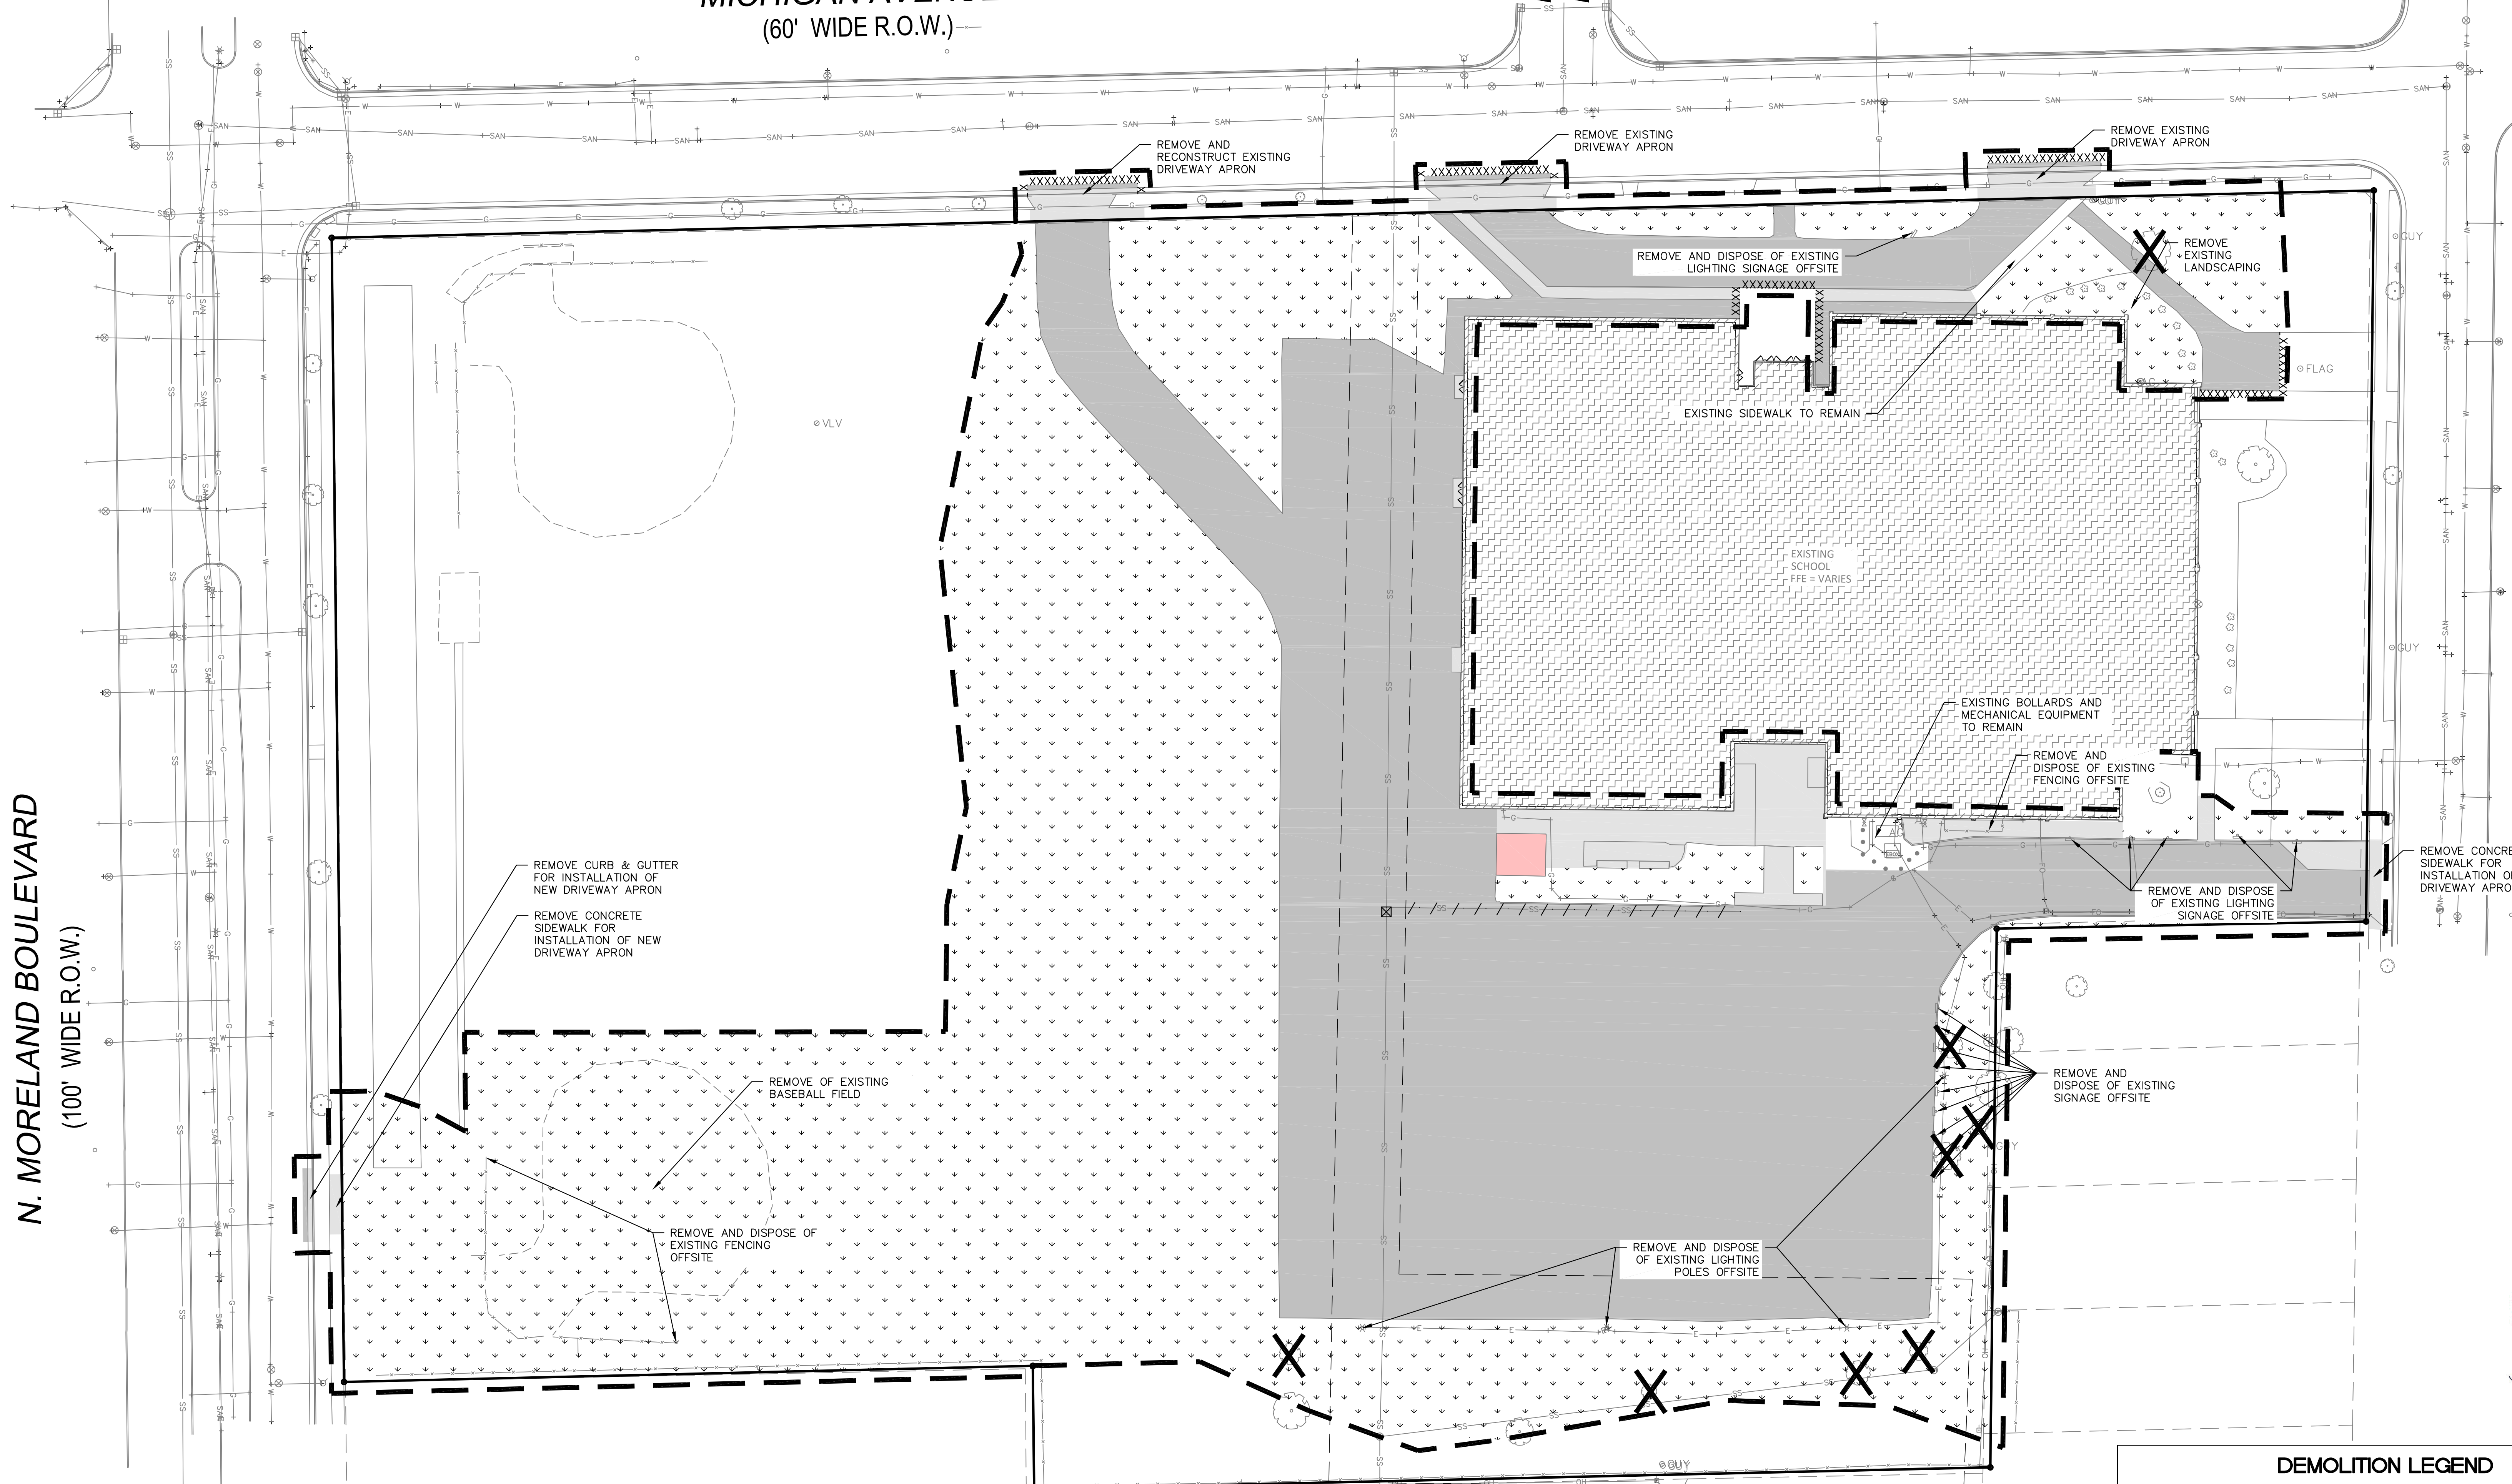 MICHIGAN AVENUE
(60' WIDE R.O.W.)
REMOVE AND
RECONSTRUCT EXISTING
DRIVEWAY APRON
REMOVE EXISTING
DRIVEWAY APRON
REMOVE EXISTING
DRIVEWAY APRON
REMOVE AND DISPOSE OF EXISTING
LIGHTING SIGNAGE OFFSITE
REMOVE
EXISTING
LANDSCAPING
GUY
FLAG
VLV
EXISTING SIDEWALK TO REMAIN
EXISTING
SCHOOL
FFE = VARIES
GUY
EXISTING BOLLARDS AND
MECHANICAL EQUIPMENT
TO REMAIN
REMOVE AND
DISPOSE OF EXISTING
FENCING OFFSITE
N. MORELAND BOULEVARD
(100' WIDE R.O.W.)
REMOVE CURB & GUTTER
FOR INSTALLATION OF
NEW DRIVEWAY APRON
REMOVE CONCRETE
SIDEWALK FOR
INSTALLATION OF NEW
DRIVEWAY APRON
REMOVE CONCRE
SIDEWALK FOR
INSTALLATION O
DRIVEWAY APRO
REMOVE AND DISPOSE
OF EXISTING LIGHTING
SIGNAGE OFFSITE
REMOVE OF EXISTING
BASEBALL FIELD
REMOVE AND
DISPOSE OF EXISTING
SIGNAGE OFFSITE
REMOVE AND DISPOSE OF
EXISTING FENCING
OFFSITE
REMOVE AND DISPOSE
OF EXISTING LIGHTING
POLES OFFSITE
GUY
DEMOLITION LEGEND